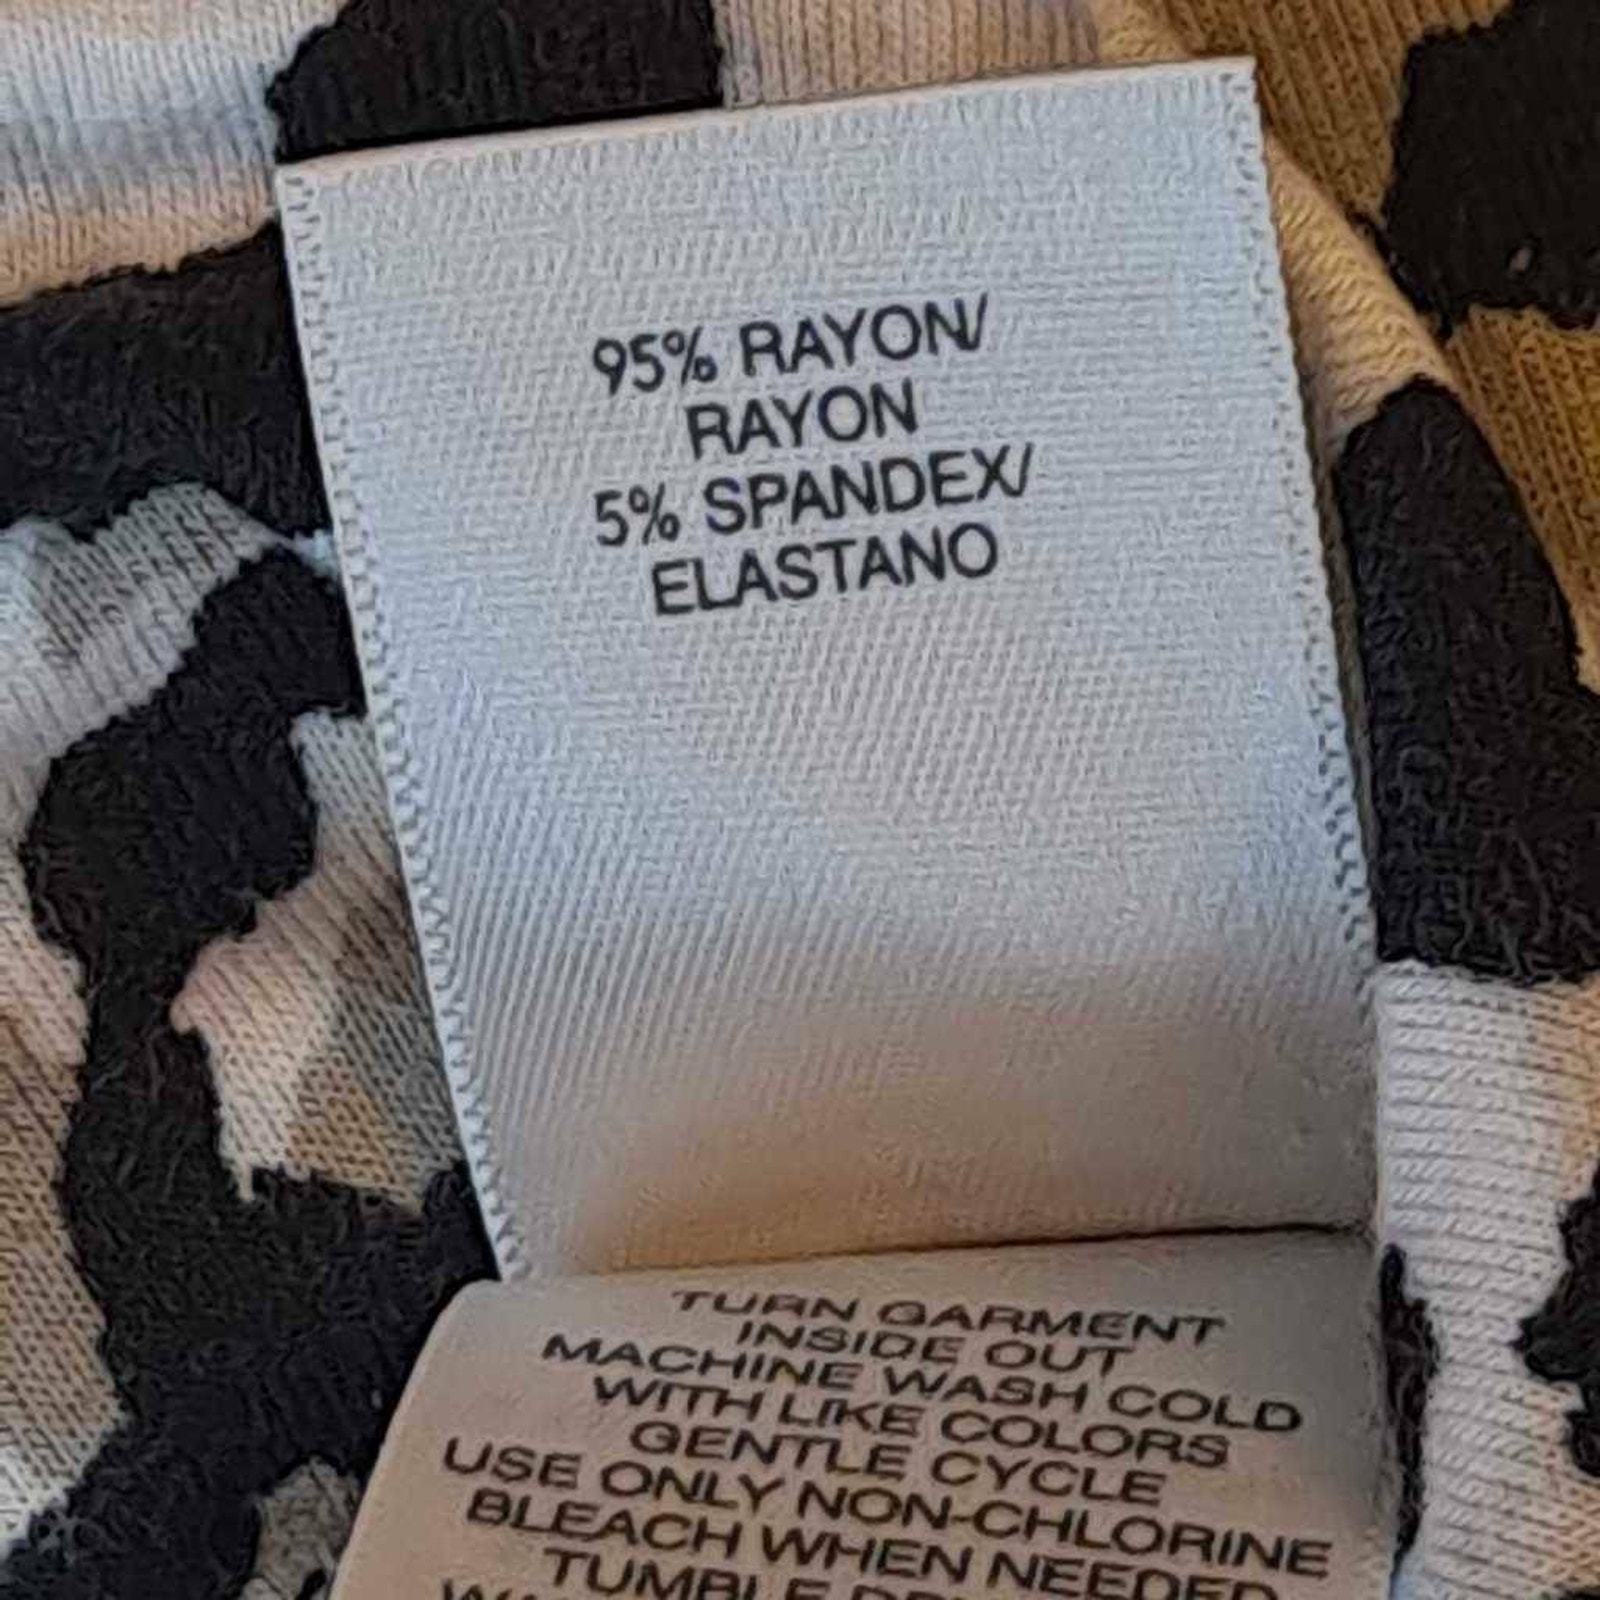 95% RAYON/
RAYON
5% SPANDEX/
ELASTANO
TURN GARMENT
INSIDE OUT
MACHINE WASH COLD
WITH LIKE COLORS
GENTLE CYCLE
USE ONLY NON-CHLORINE
BLEACH WHEN NEEDED
TUMBLE